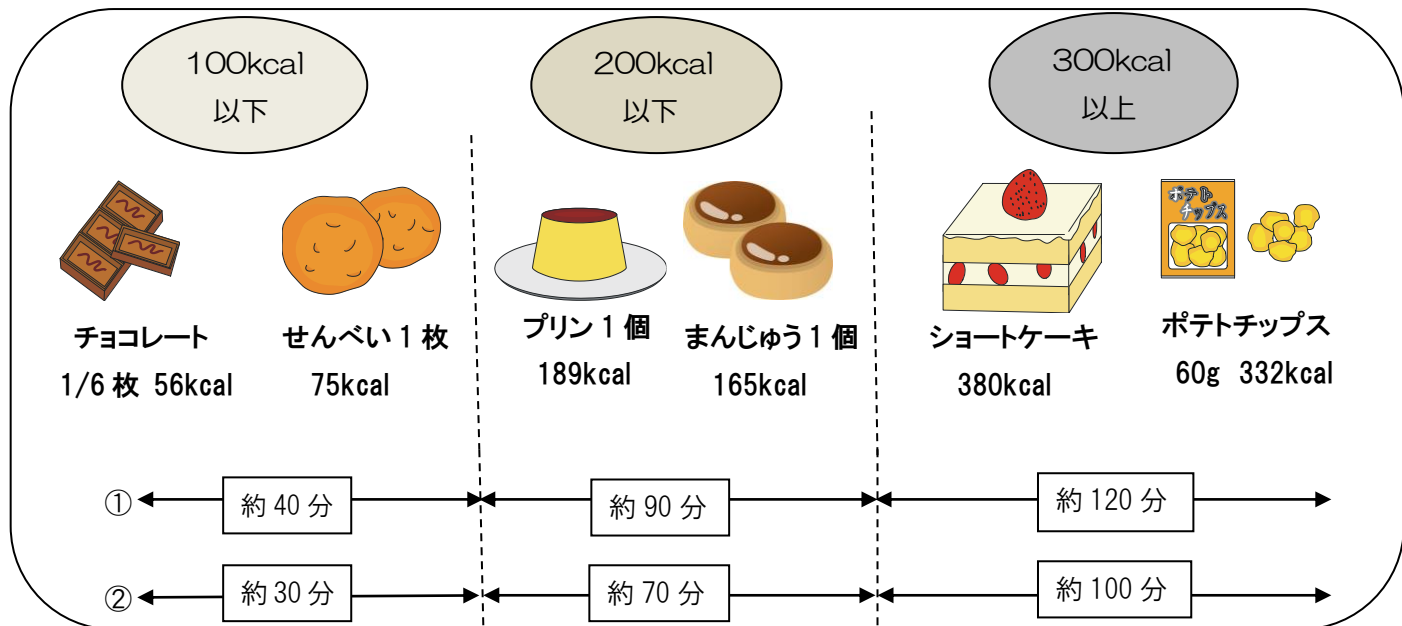 100kcal
以下
200kcal
以下
300kcal
以上
ポテト
チップス
チョコレート
1/6 枚 56kcal
せんべい 1 枚
75kcal
プリン 1 個
189kcal
まんじゅう 1 個
165kcal
ショートケーキ
380kcal
ポテトチップス
60g 332kcal
① 約 40 分 約 90 分 約 120 分
② 約 30 分 約 70 分 約 100 分